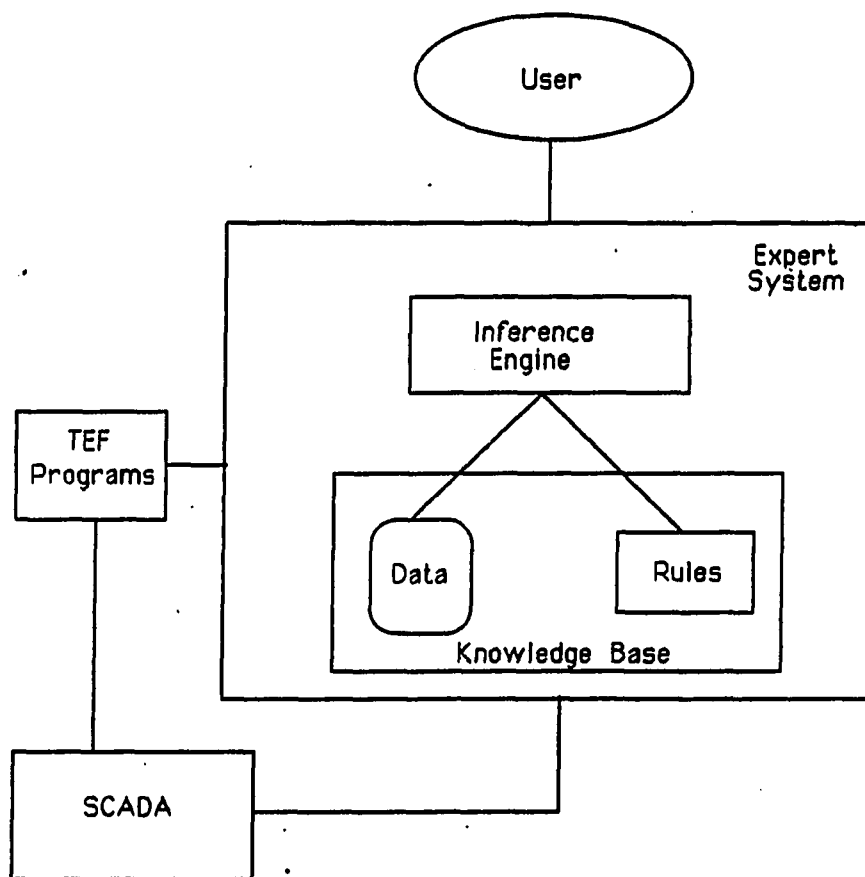 User
Expert
System
Inference
Engine
TEF
Programs
Data
Rules
Knowledge Base
SCADA